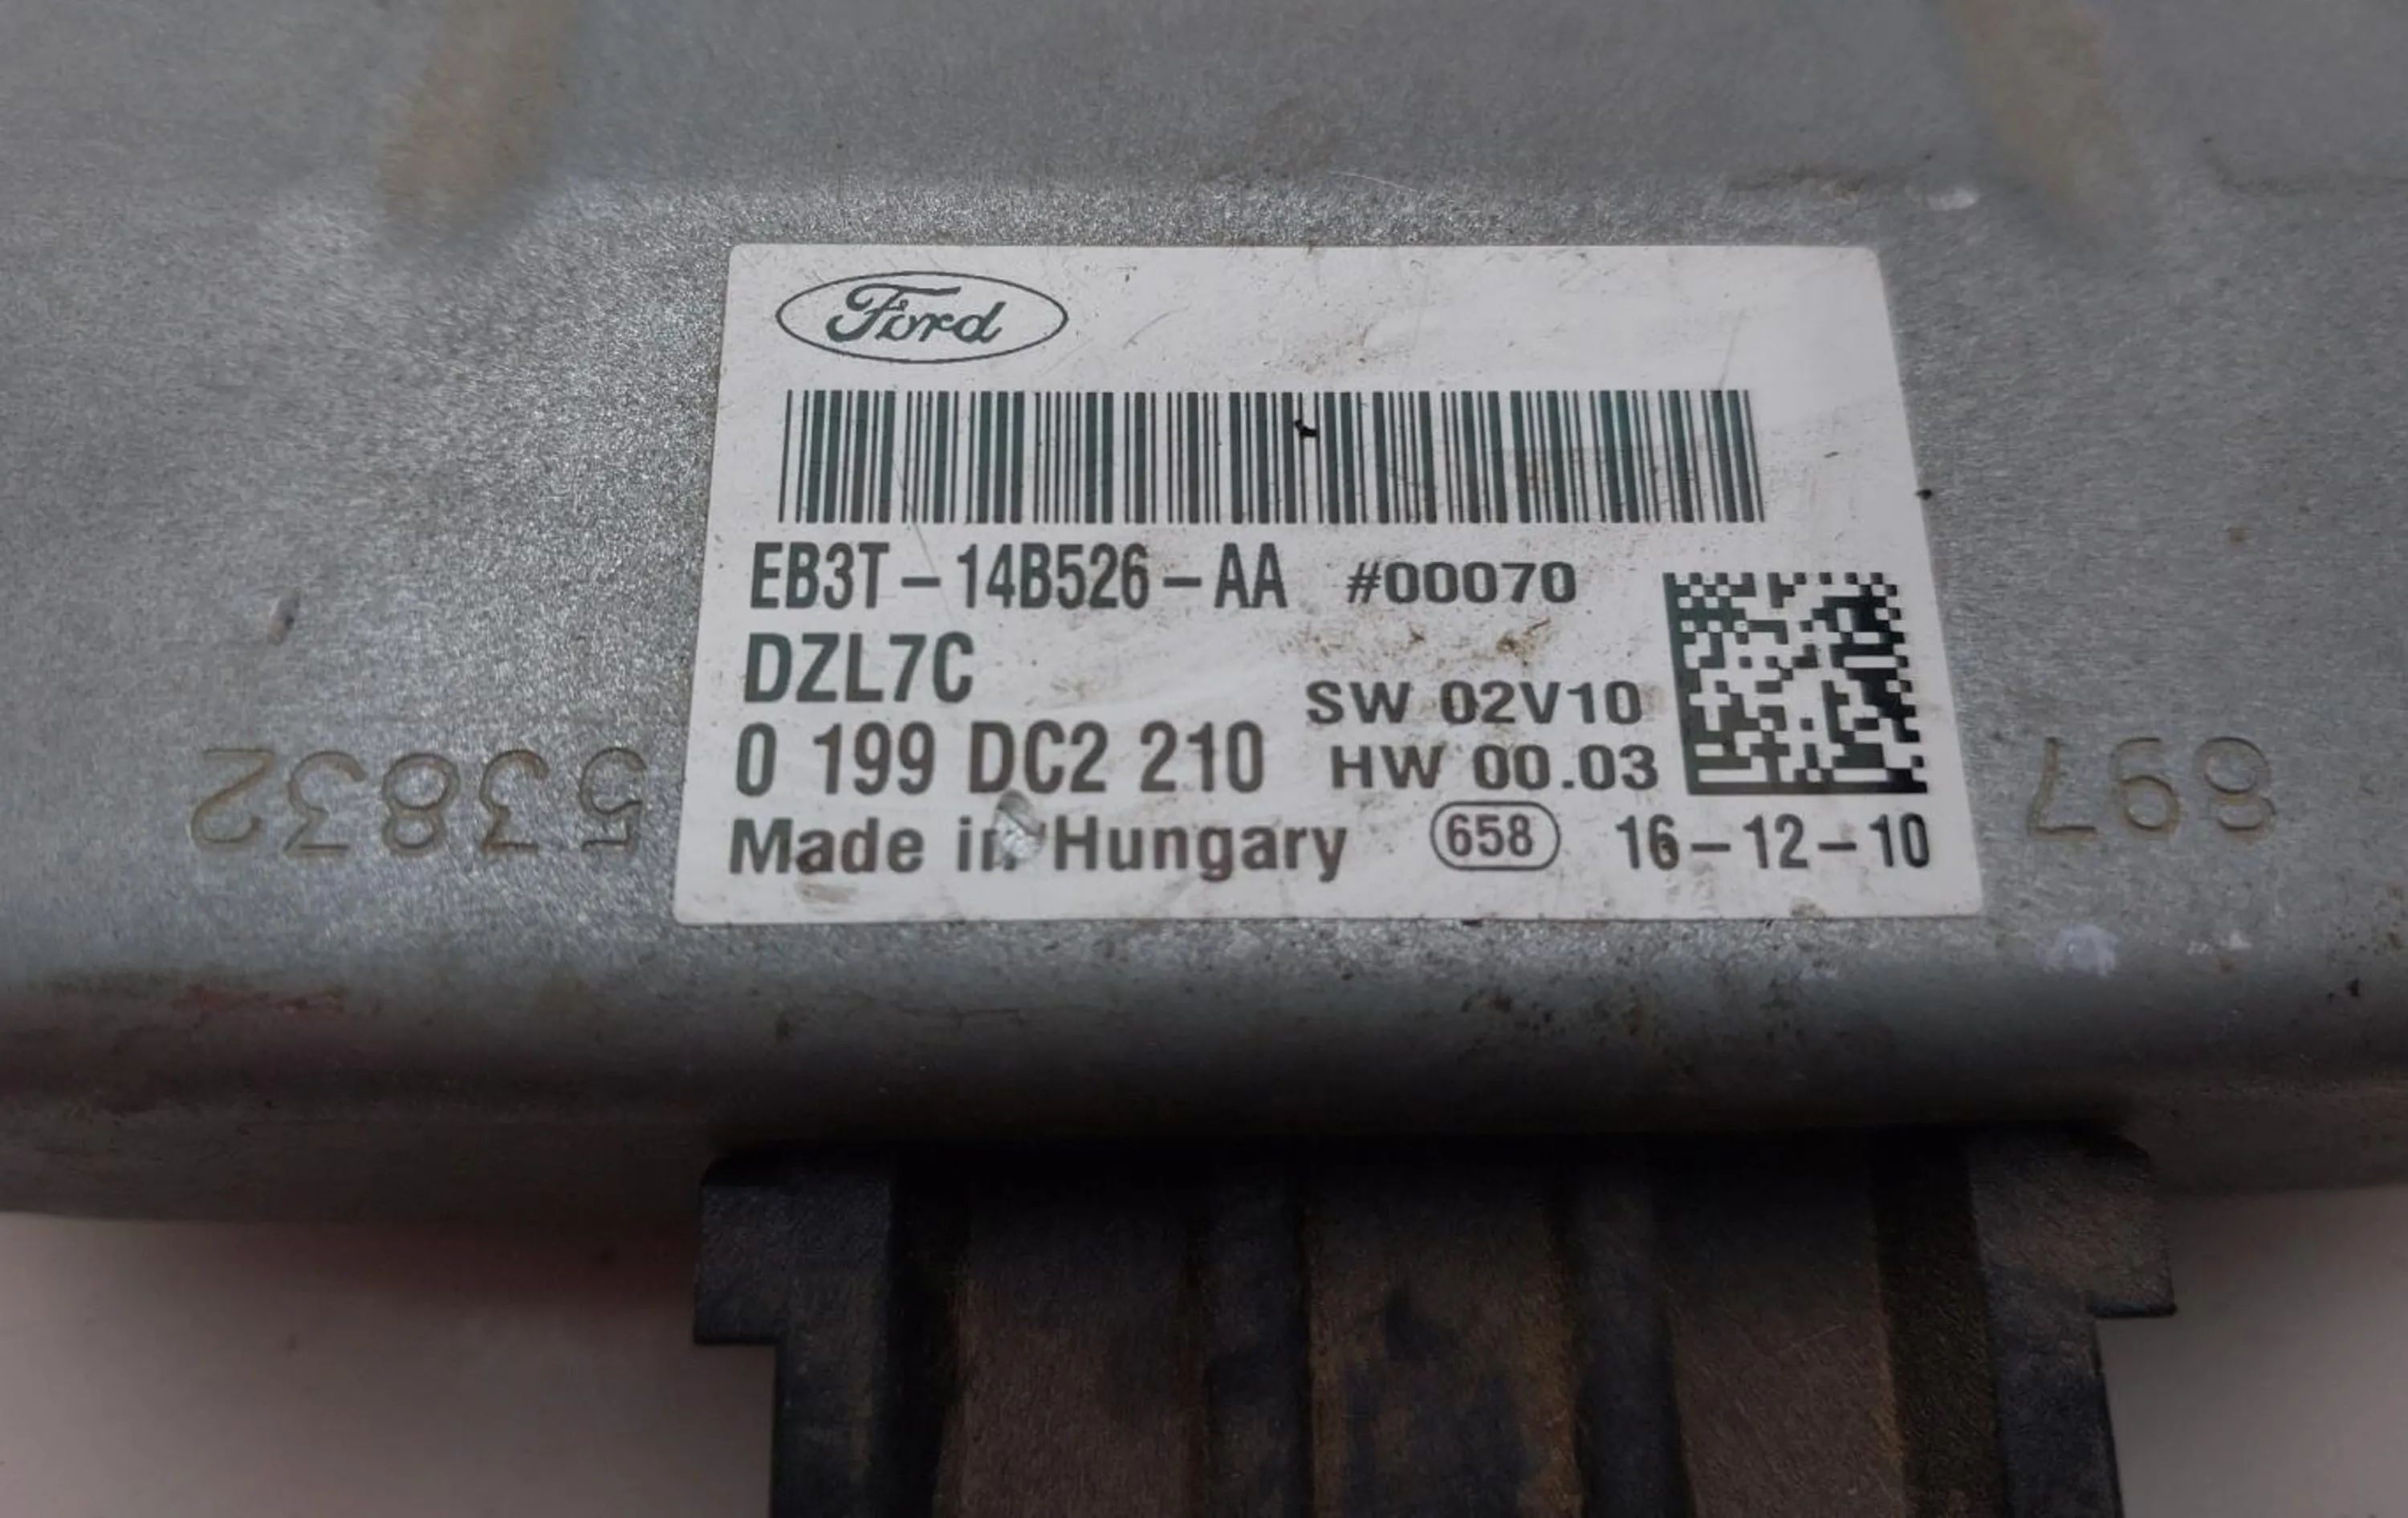 Ford
EB3T-14B526-AA #00070
DZL7C
SW 02V10
0 199 DC2 210 HW 00.03
Made in Hungary 658 16-12-10
53832
897